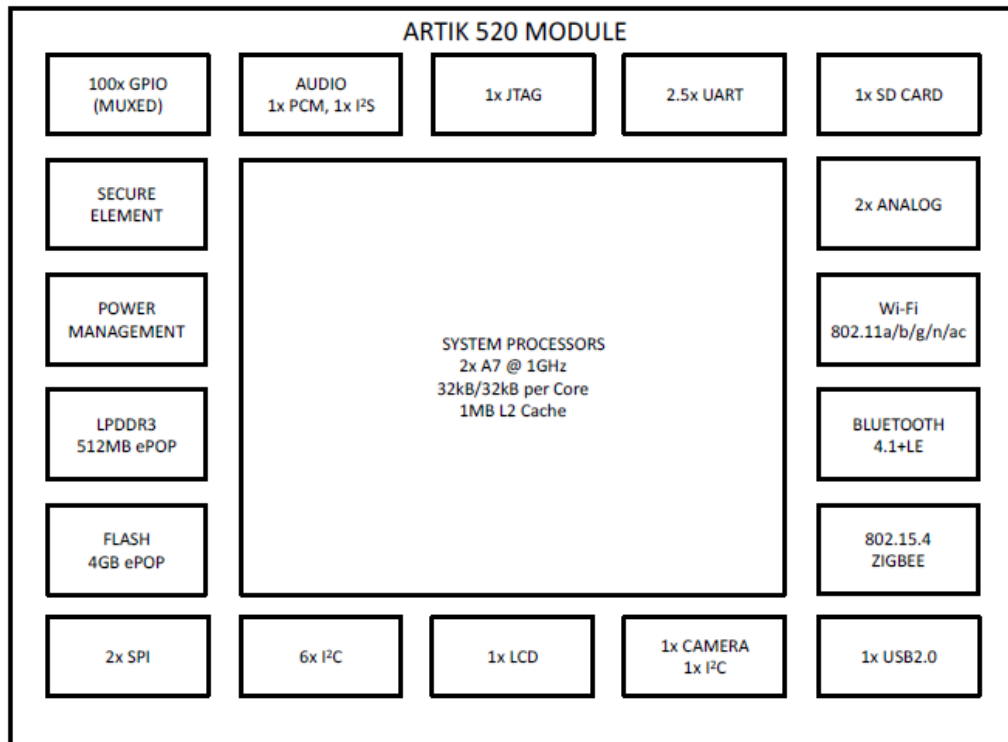 ARTIK 520 MODULE
100x GPIO
(MUXED)
AUDIO
1x PCM, 1x I²S
1x JTAG
2.5x UART
1x SD CARD
SECURE
ELEMENT
2x ANALOG
POWER
MANAGEMENT
SYSTEM PROCESSORS
2x A7 @ 1GHz
32kB/32kB per Core
1MB L2 Cache
Wi-Fi
802.11a/b/g/n/ac
LPDDR3
512MB ePOP
BLUETOOTH
4.1+LE
FLASH
4GB ePOP
802.15.4
ZIGBEE
2x SPI
6x I²C
1x LCD
1x CAMERA
1x I²C
1x USB2.0